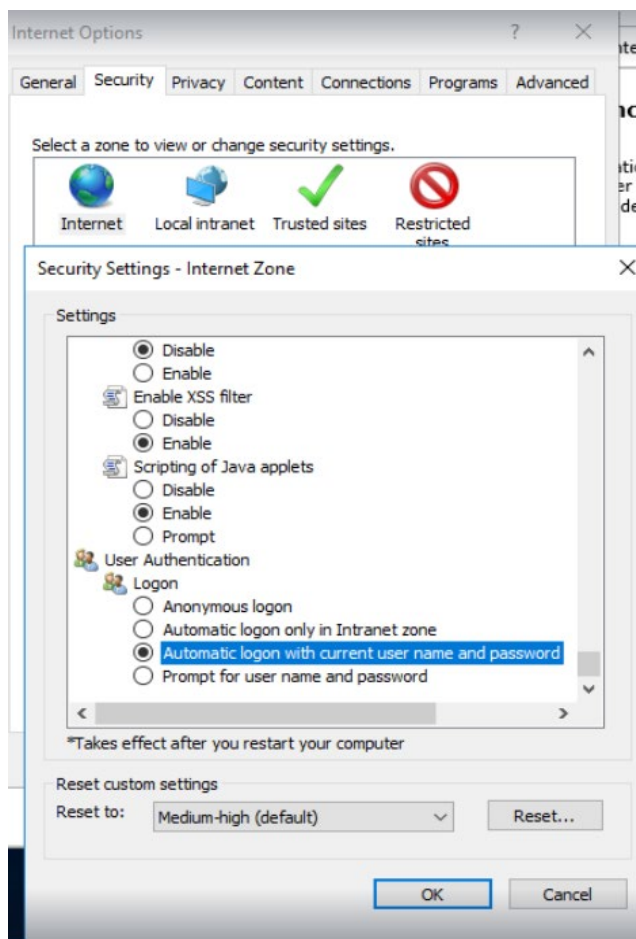 Internet Options
General Security Privacy Content Connections Programs Advanced
Select a zone to view or change security settings.
Internet Local intranet Trusted sites Restricted sites
Security Settings - Internet Zone
Settings
Disable
Enable
Enable XSS filter
Disable
Enable
Scripting of Java applets
Disable
Enable
Prompt
User Authentication
Logon
Anonymous logon
Automatic logon only in Intranet zone
Automatic logon with current user name and password
Prompt for user name and password
*Takes effect after you restart your computer
Reset custom settings
Reset to: Medium-high (default) Reset...
OK Cancel